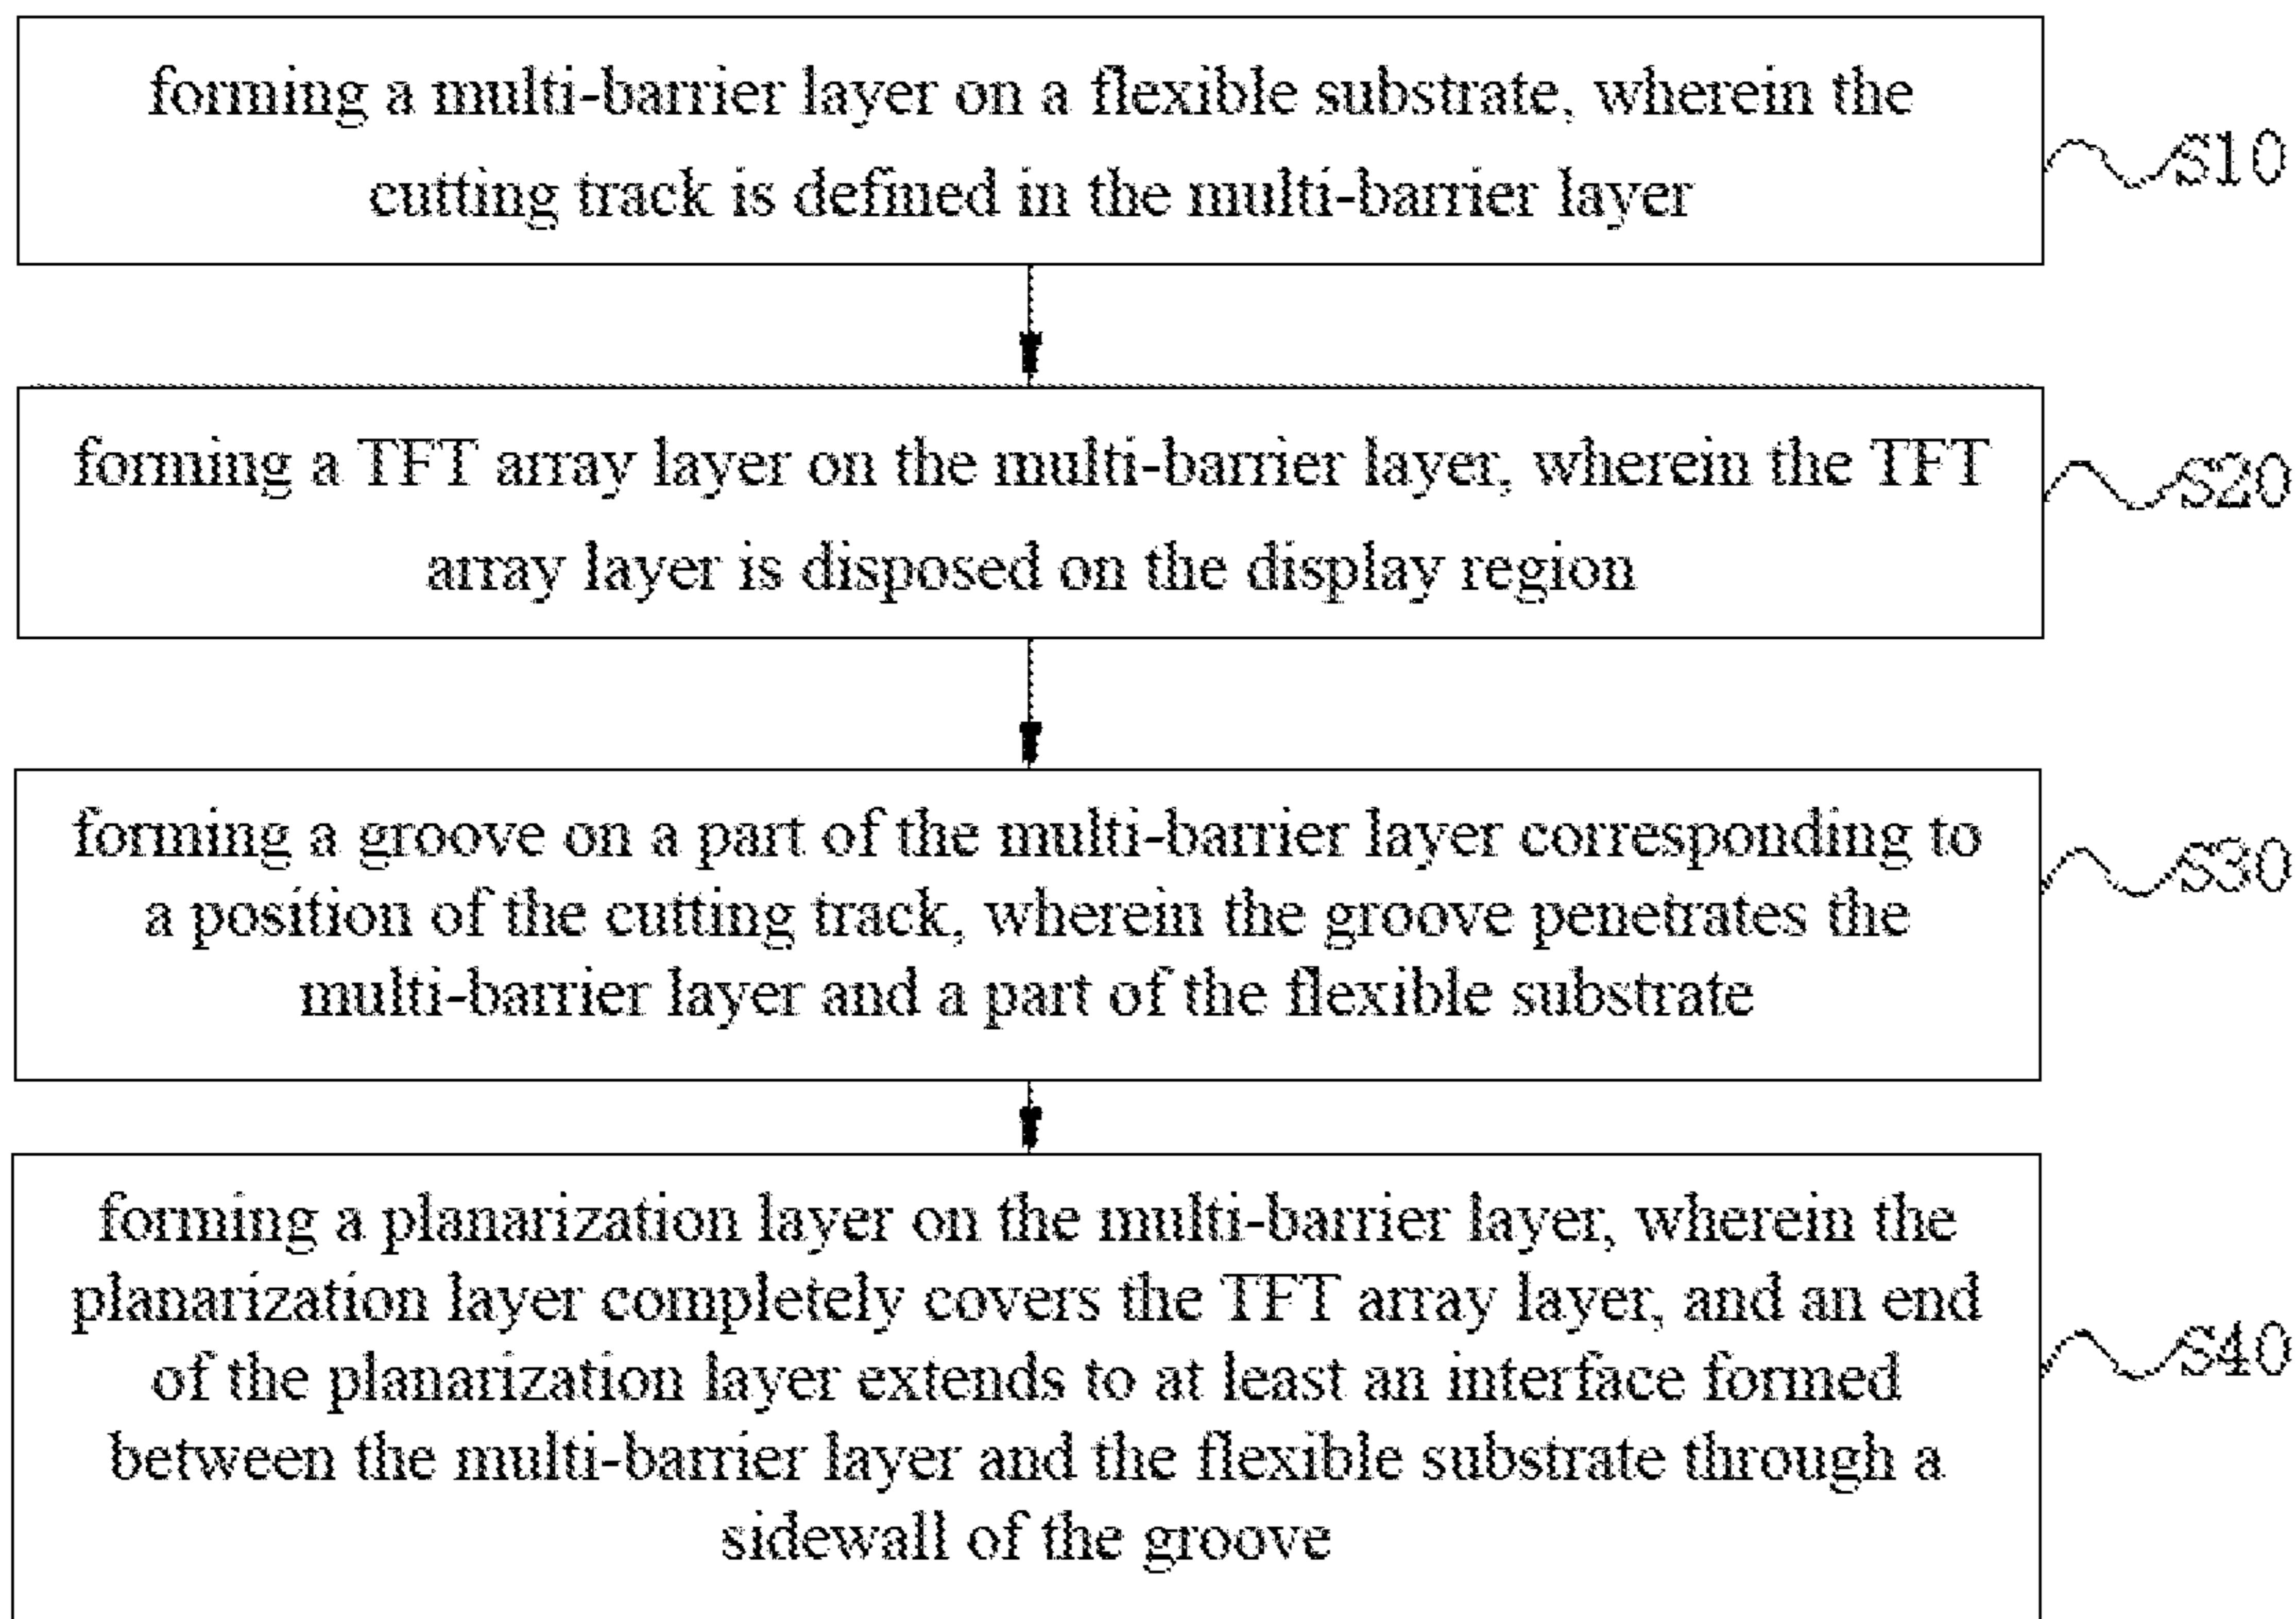 forming a multi-barrier layer on a flexible substrate, wherein the
cutting track is defined in the multi-barrier layer
S10
forming a TFT array layer on the multi-barrier layer, wherein the TFT
array layer is disposed on the display region
S20
forming a groove on a part of the multi-barrier layer corresponding to
a position of the cutting track, wherein the groove penetrates the
multi-barrier layer and a part of the flexible substrate
S30
forming a planarization layer on the multi-barrier layer, wherein the
planarization layer completely covers the TFT array layer, and an end
of the planarization layer extends to at least an interface formed
between the multi-barrier layer and the flexible substrate through a
sidewall of the groove
S40